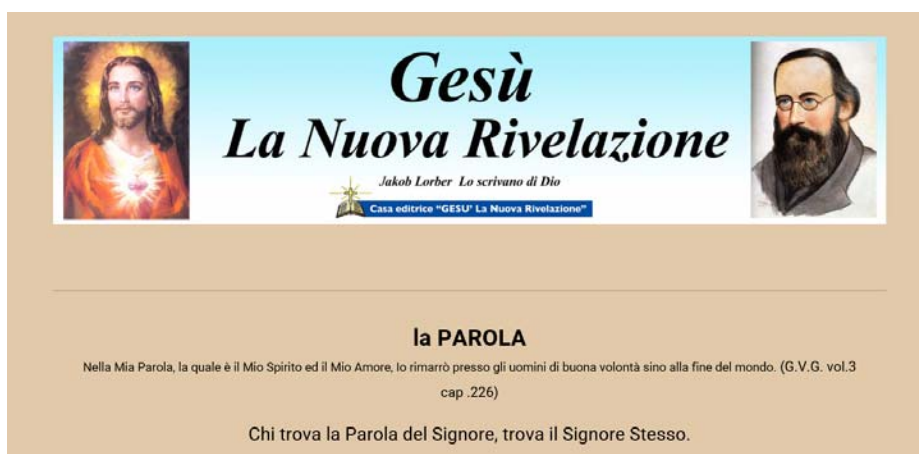 Gesù
La Nuova Rivelazione
Jakob Lorber Lo scrivano di Dio
Casa editrice "GESU' La Nuova Rivelazione"
la PAROLA
Nella Mia Parola, la quale è il Mio Spirito ed il Mio Amore, Io rimarrò presso gli uomini di buona volontà sino alla fine del mondo. (G.V.G. vol.3
cap .226)
Chi trova la Parola del Signore, trova il Signore Stesso.